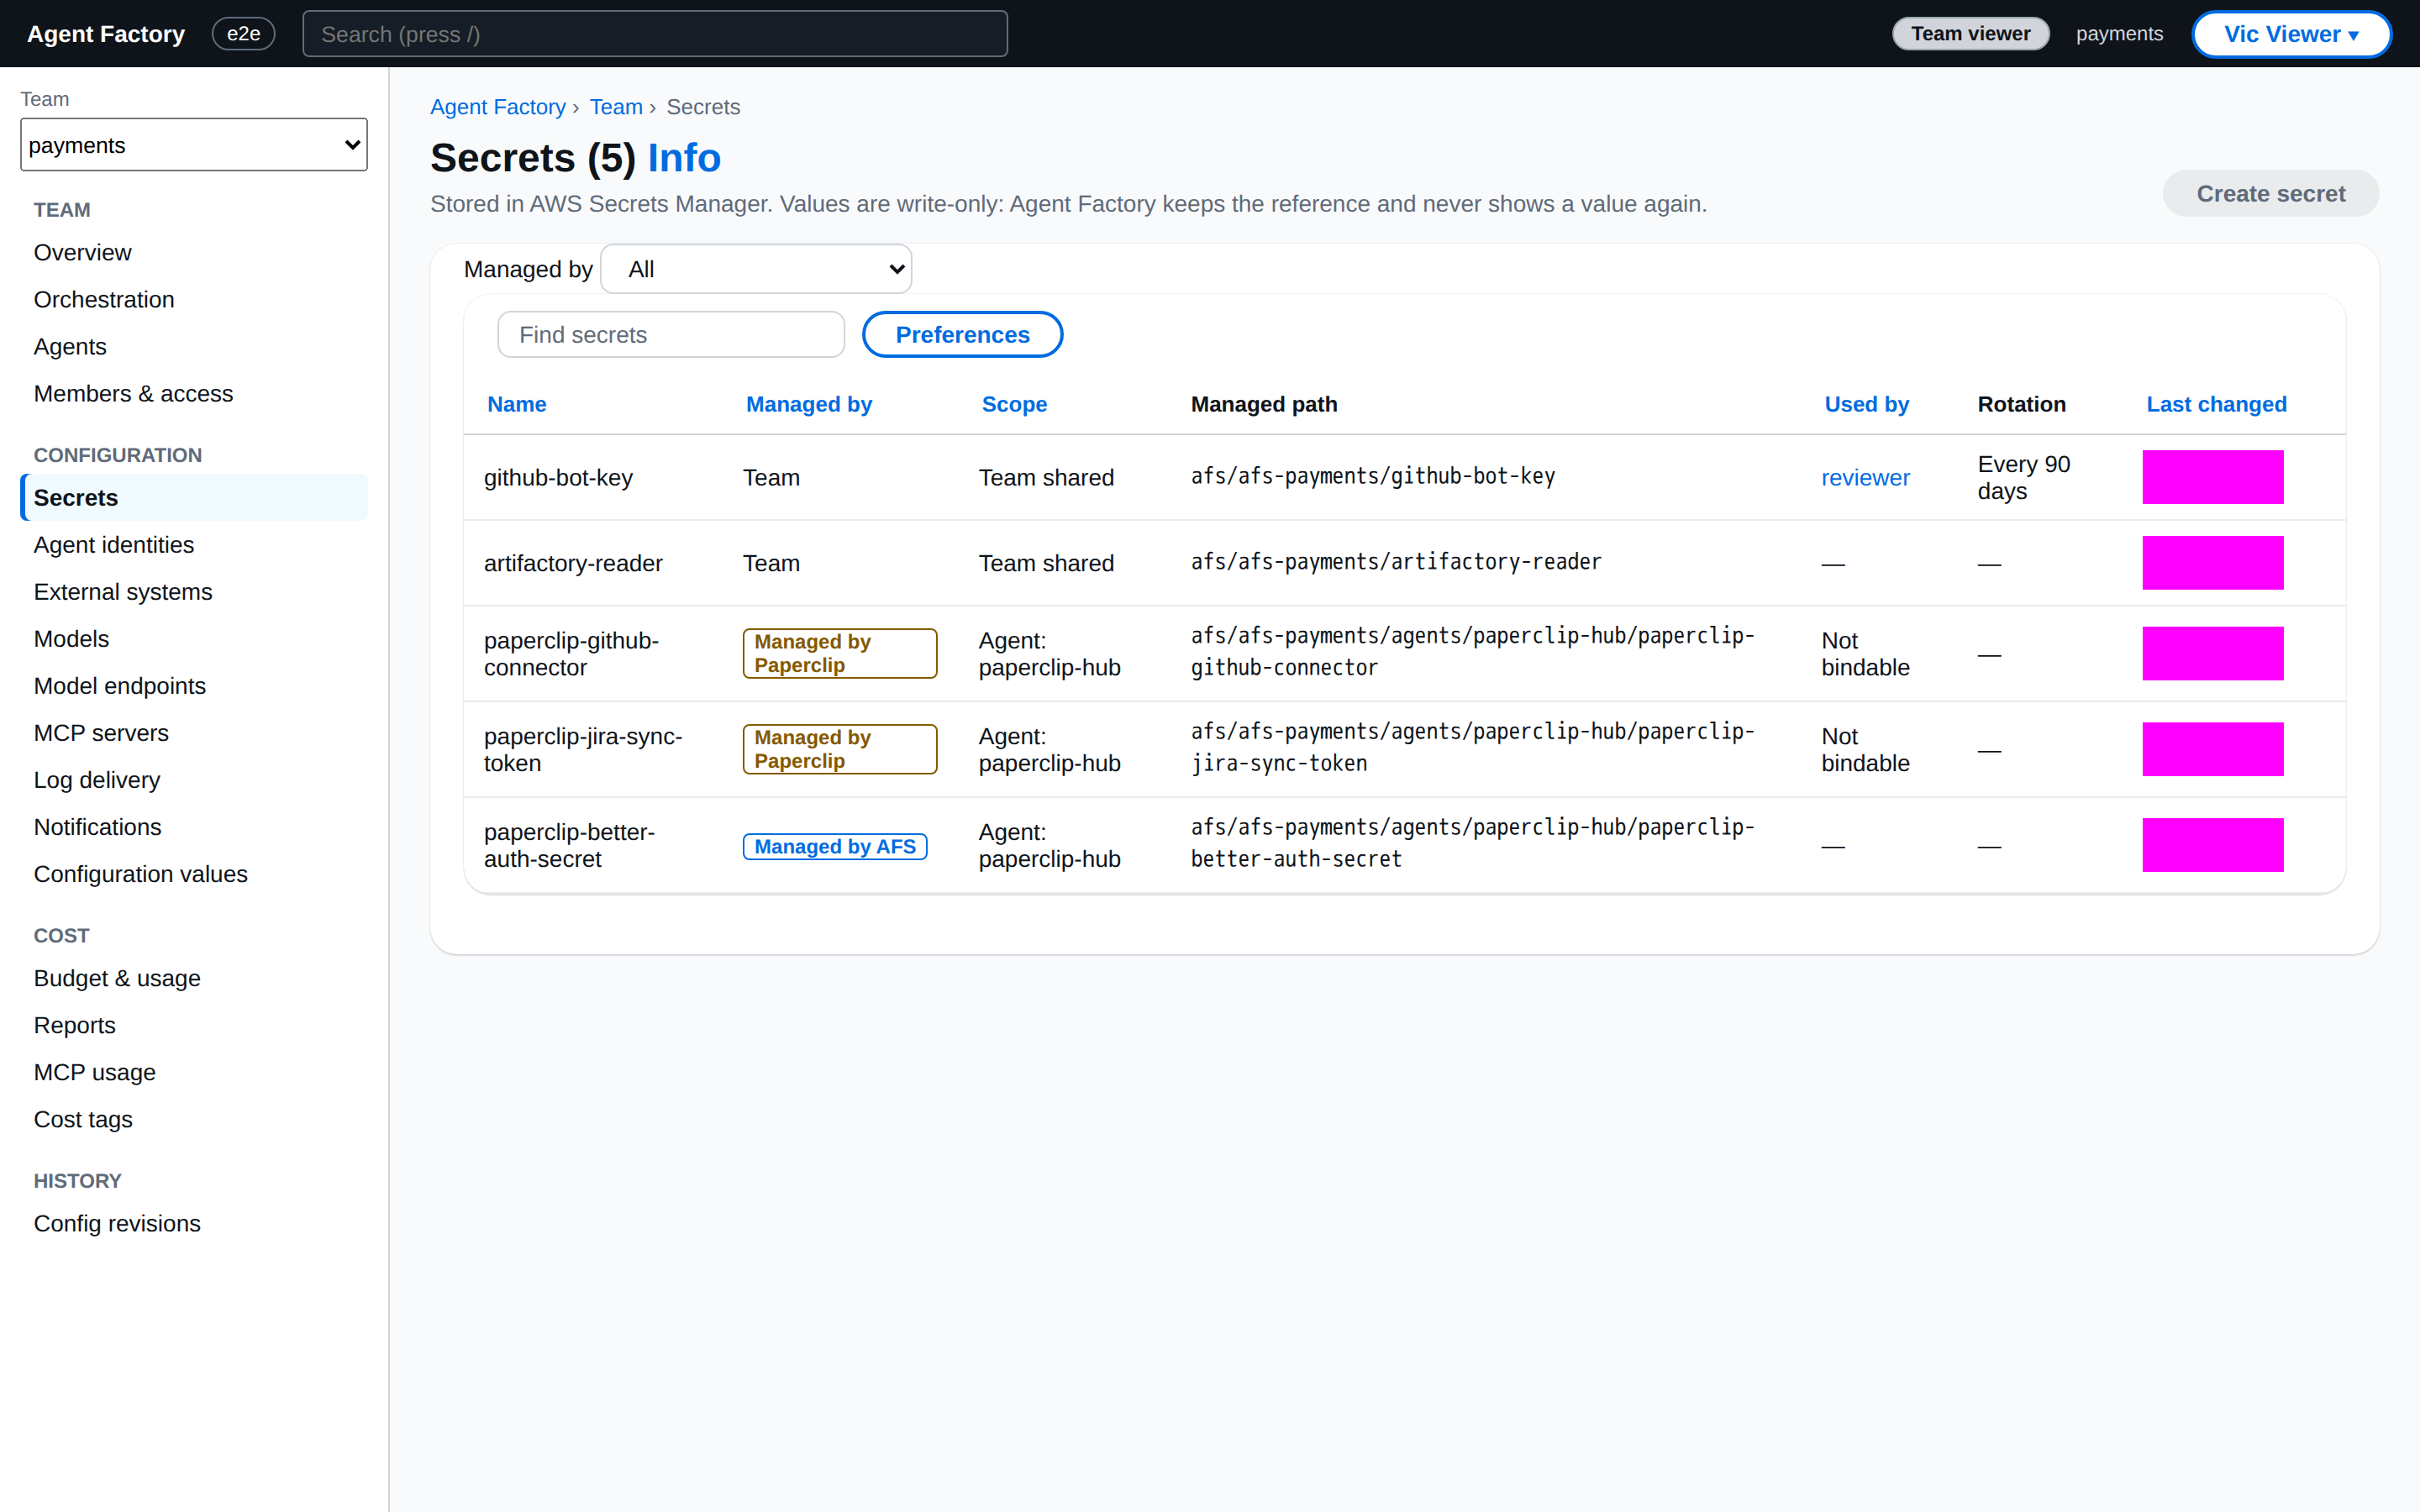 Agent Factory e2e Search (press /) Team viewer payments Vic Viewer ▾
Team
payments
TEAM
Overview
Orchestration
Agents
Members & access
CONFIGURATION
Secrets
Agent identities
External systems
Models
Model endpoints
MCP servers
Log delivery
Notifications
Configuration values
COST
Budget & usage
Reports
MCP usage
Cost tags
HISTORY
Config revisions
Agent Factory › Team › Secrets
Secrets (5) Info
Stored in AWS Secrets Manager. Values are write-only: Agent Factory keeps the reference and never shows a value again.
Create secret
Managed by All
Find secrets Preferences
Name Managed by Scope Managed path Used by Rotation Last changed
github-bot-key Team Team shared afs/afs-payments/github-bot-key reviewer Every 90
days
artifactory-reader Team Team shared afs/afs-payments/artifactory-reader — —
paperclip-github- Managed by Agent: afs/afs-payments/agents/paperclip-hub/paperclip- Not —
connector Paperclip paperclip-hub github-connector bindable
paperclip-jira-sync- Managed by Agent: afs/afs-payments/agents/paperclip-hub/paperclip- Not —
token Paperclip paperclip-hub jira-sync-token bindable
paperclip-better- Managed by AFS Agent: afs/afs-payments/agents/paperclip-hub/paperclip- — —
auth-secret paperclip-hub better-auth-secret